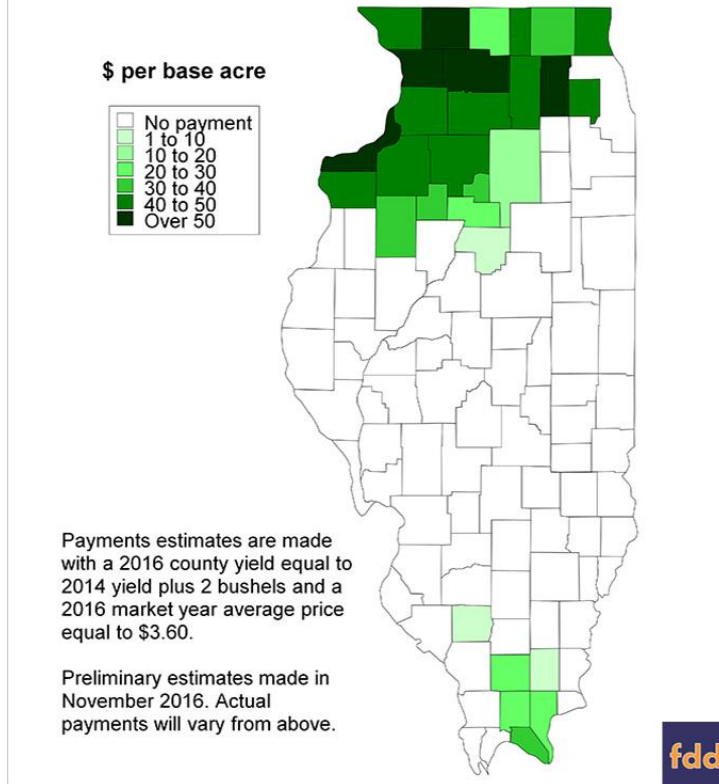 $ per base acre
No payment
1 to 10
10 to 20
20 to 30
30 to 40
40 to 50
Over 50
Payments estimates are made
with a 2016 county yield equal to
2014 yield plus 2 bushels and a
2016 market year average price
equal to $3.60.
Preliminary estimates made in
November 2016. Actual
payments will vary from above.
fdd